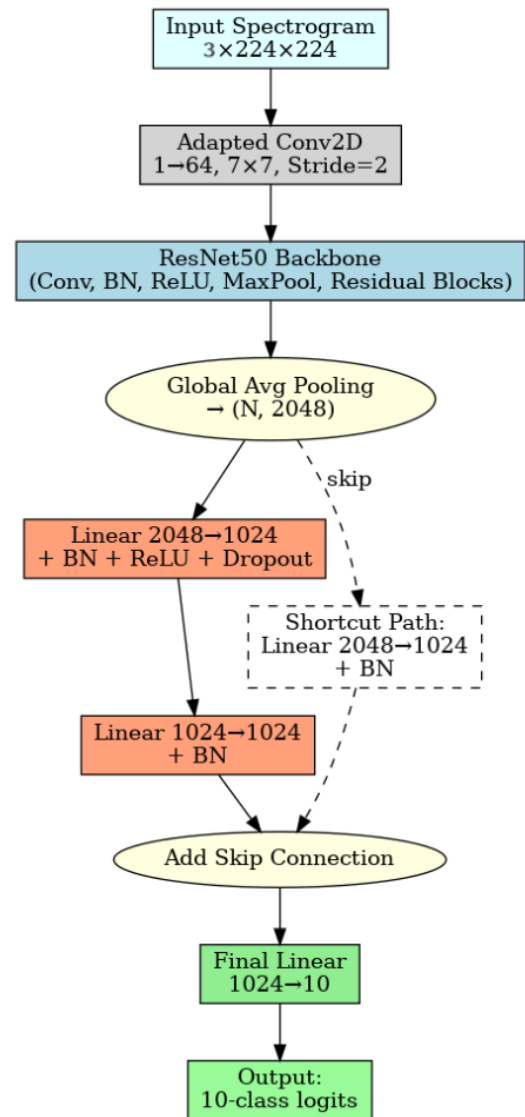 Input Spectrogram
3×224×224
Adapted Conv2D
1→64, 7×7, Stride=2
ResNet50 Backbone
(Conv, BN, ReLU, MaxPool, Residual Blocks)
Global Avg Pooling
→ (N, 2048)
skip
Linear 2048→1024
+ BN + ReLU + Dropout
Shortcut Path:
Linear 2048→1024
+ BN
Linear 1024→1024
+ BN
Add Skip Connection
Final Linear
1024→10
Output:
10-class logits